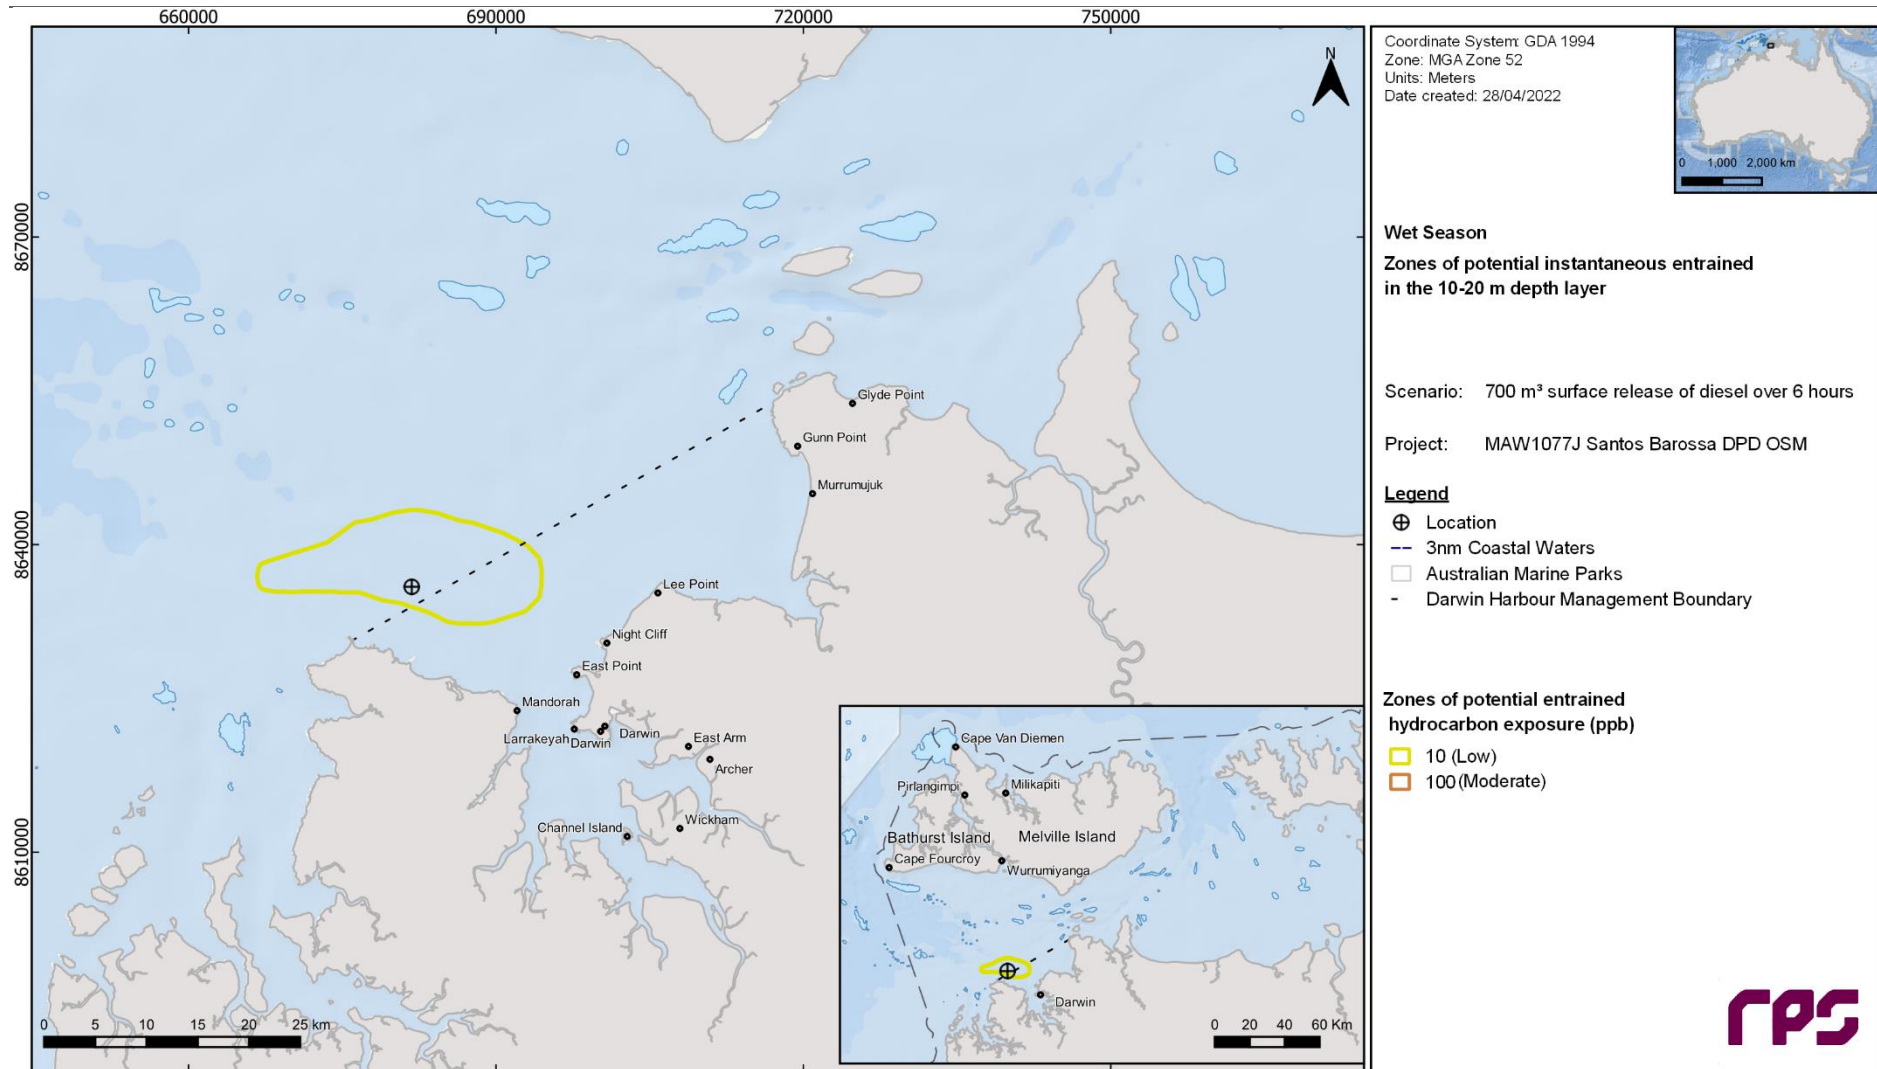 660000
690000
720000
750000
8670000
8640000
8610000
N
Glyde Point
Gunn Point
Murrumujuk
Lee Point
Night Cliff
East Point
Mandorah
Larrakeyah
Darwin
Darwin
East Arm
Archer
Wickham
Channel Island
0 5 10 15 20 25 km
Cape Van Diemen
Pirlangimpi
Milikapiti
Bathurst Island
Melville Island
Cape Fourcroy
Wurrumiyanga
Darwin
0 20 40 60 Km
Coordinate System: GDA 1994
Zone: MGA Zone 52
Units: Meters
Date created: 28/04/2022
0 1,000 2,000 km
Wet Season
Zones of potential instantaneous entrained
in the 10-20 m depth layer
Scenario: 700 m³ surface release of diesel over 6 hours
Project: MAW1077J Santos Barossa DPD OSM
Legend
Location
3nm Coastal Waters
Australian Marine Parks
Darwin Harbour Management Boundary
Zones of potential entrained
hydrocarbon exposure (ppb)
10 (Low)
100 (Moderate)
rps